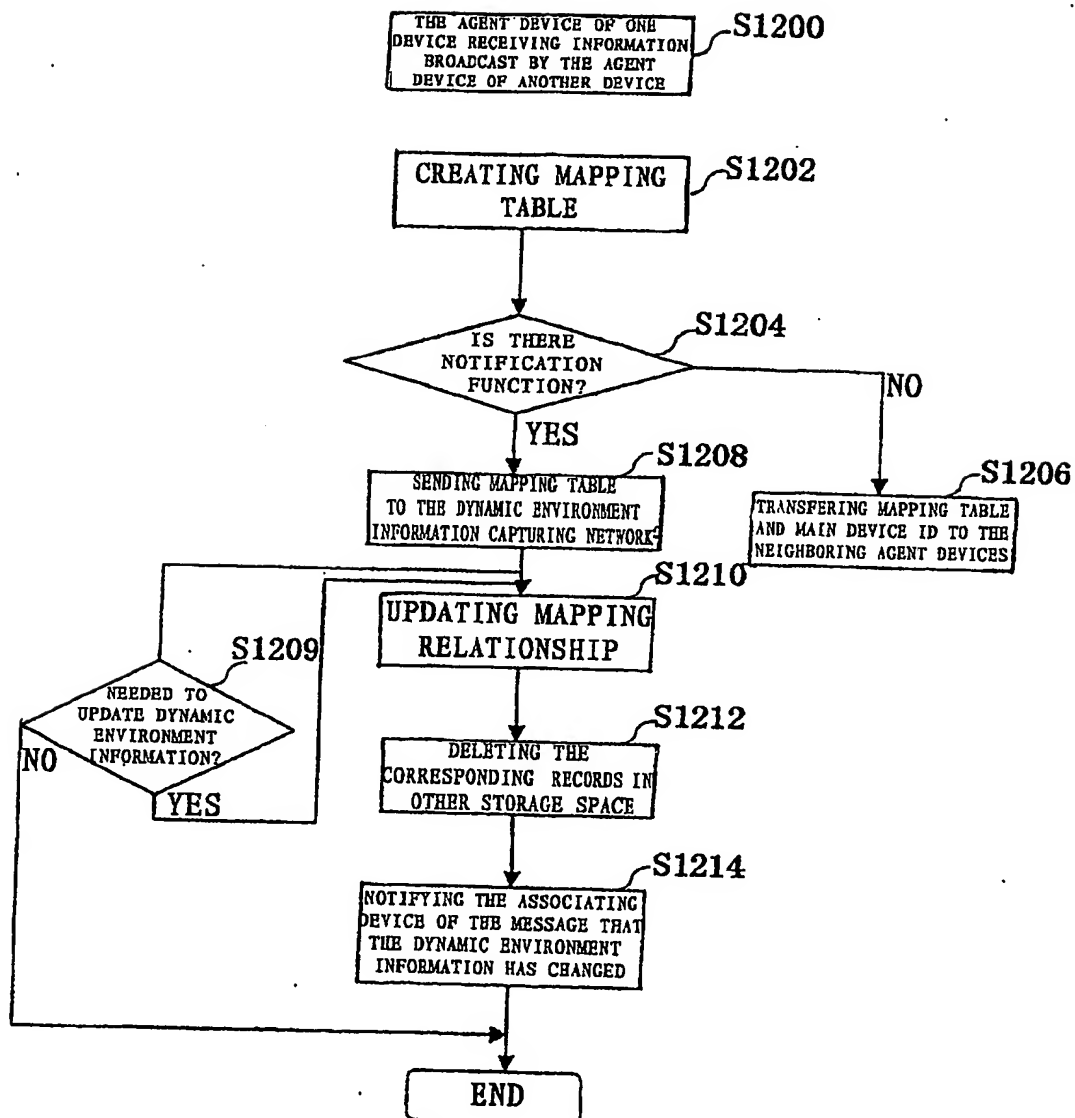 THE AGENT DEVICE OF ONE
DEVICE RECEIVING INFORMATION
BROADCAST BY THE AGENT
DEVICE OF ANOTHER DEVICE
S1200
CREATING MAPPING
TABLE
S1202
IS THERE
NOTIFICATION
FUNCTION?
S1204
NO
YES
SENDING MAPPING TABLE
TO THE DYNAMIC ENVIRONMENT
INFORMATION CAPTURING NETWORK
S1208
TRANSFERING MAPPING TABLE
AND MAIN DEVICE ID TO THE
NEIGHBORING AGENT DEVICES
S1206
UPDATING MAPPING
RELATIONSHIP
S1210
NEEDED TO
UPDATE DYNAMIC
ENVIRONMENT
INFORMATION?
S1209
NO
YES
DELETING THE
CORRESPONDING RECORDS IN
OTHER STORAGE SPACE
S1212
NOTIFYING THE ASSOCIATING
DEVICE OF THE MESSAGE THAT
THE DYNAMIC ENVIRONMENT
INFORMATION HAS CHANGED
S1214
END